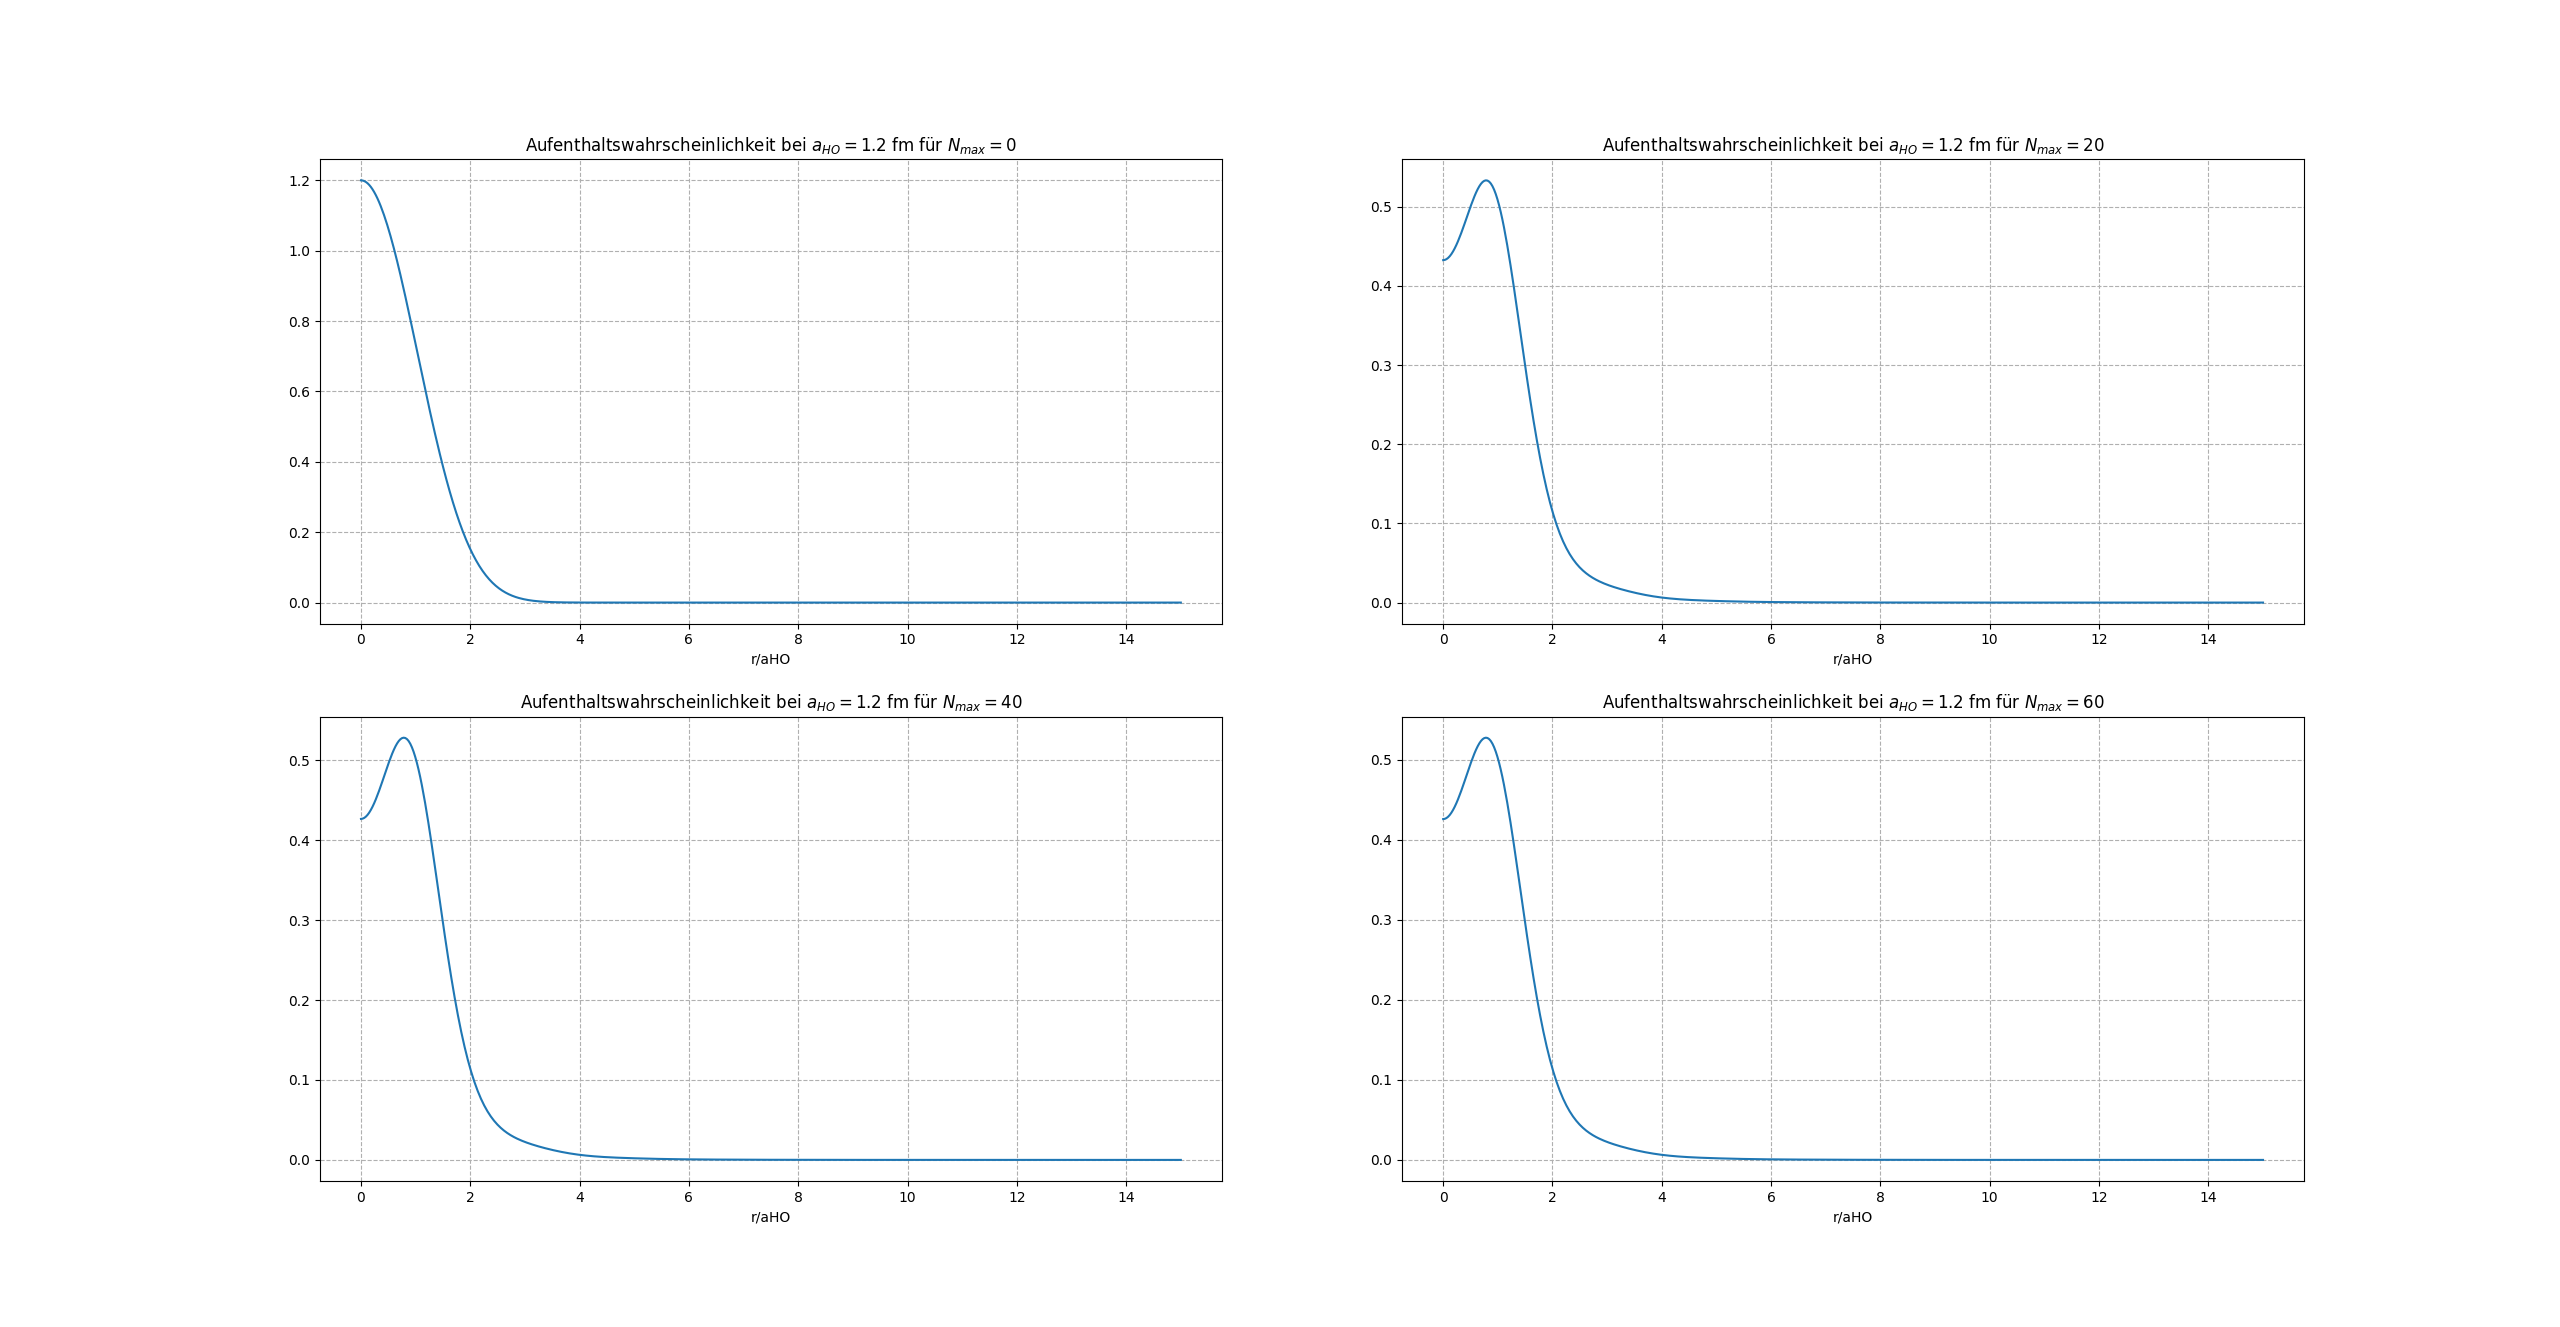 Aufenthaltswahrscheinlichkeit bei a_HO = 1.2 fm für N_max = 0
1.2
1.0
0.8
0.6
0.4
0.2
0.0
0 2 4 6 8 10 12 14
r/aHO
Aufenthaltswahrscheinlichkeit bei a_HO = 1.2 fm für N_max = 20
0.5
0.4
0.3
0.2
0.1
0.0
0 2 4 6 8 10 12 14
r/aHO
Aufenthaltswahrscheinlichkeit bei a_HO = 1.2 fm für N_max = 40
0.5
0.4
0.3
0.2
0.1
0.0
0 2 4 6 8 10 12 14
r/aHO
Aufenthaltswahrscheinlichkeit bei a_HO = 1.2 fm für N_max = 60
0.5
0.4
0.3
0.2
0.1
0.0
0 2 4 6 8 10 12 14
r/aHO